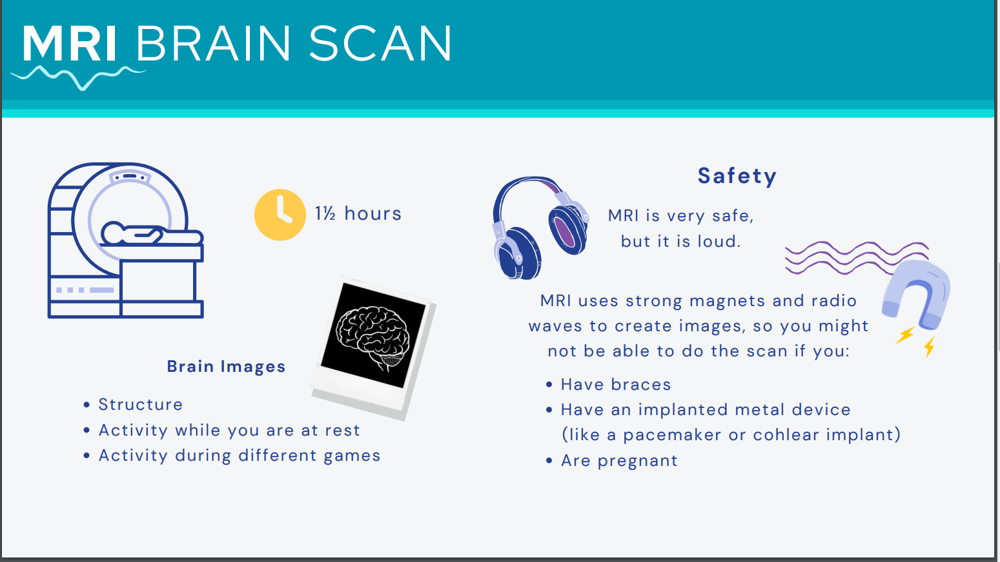 MRI BRAIN SCAN
1½ hours
Brain Images
• Structure
• Activity while you are at rest
• Activity during different games
Safety
MRI is very safe,
but it is loud.
MRI uses strong magnets and radio
waves to create images, so you might
not be able to do the scan if you:
• Have braces
• Have an implanted metal device
(like a pacemaker or cochlear implant)
• Are pregnant